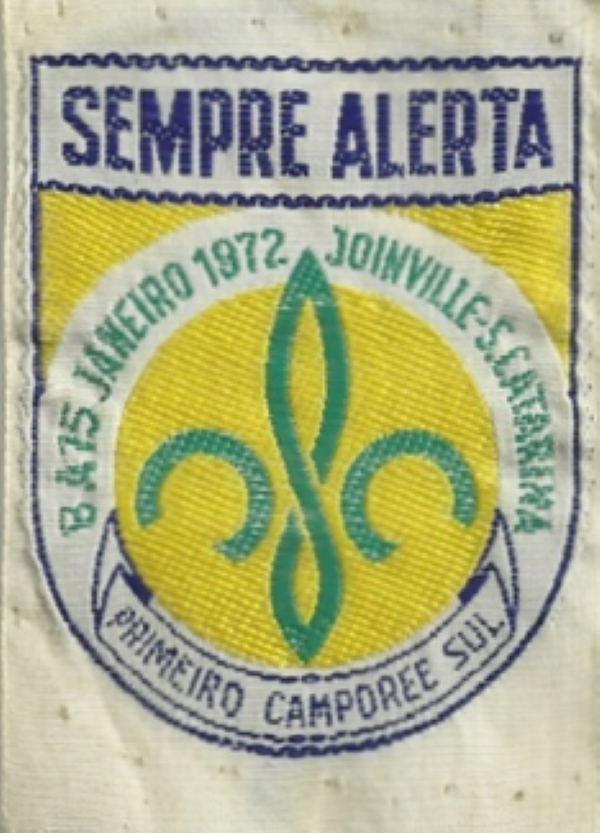 SEMPRE ALERTA
8 A 15 JANEIRO 1972 JOINVILLE-S.CATARINA
PRIMEIRO CAMPOREE SUL